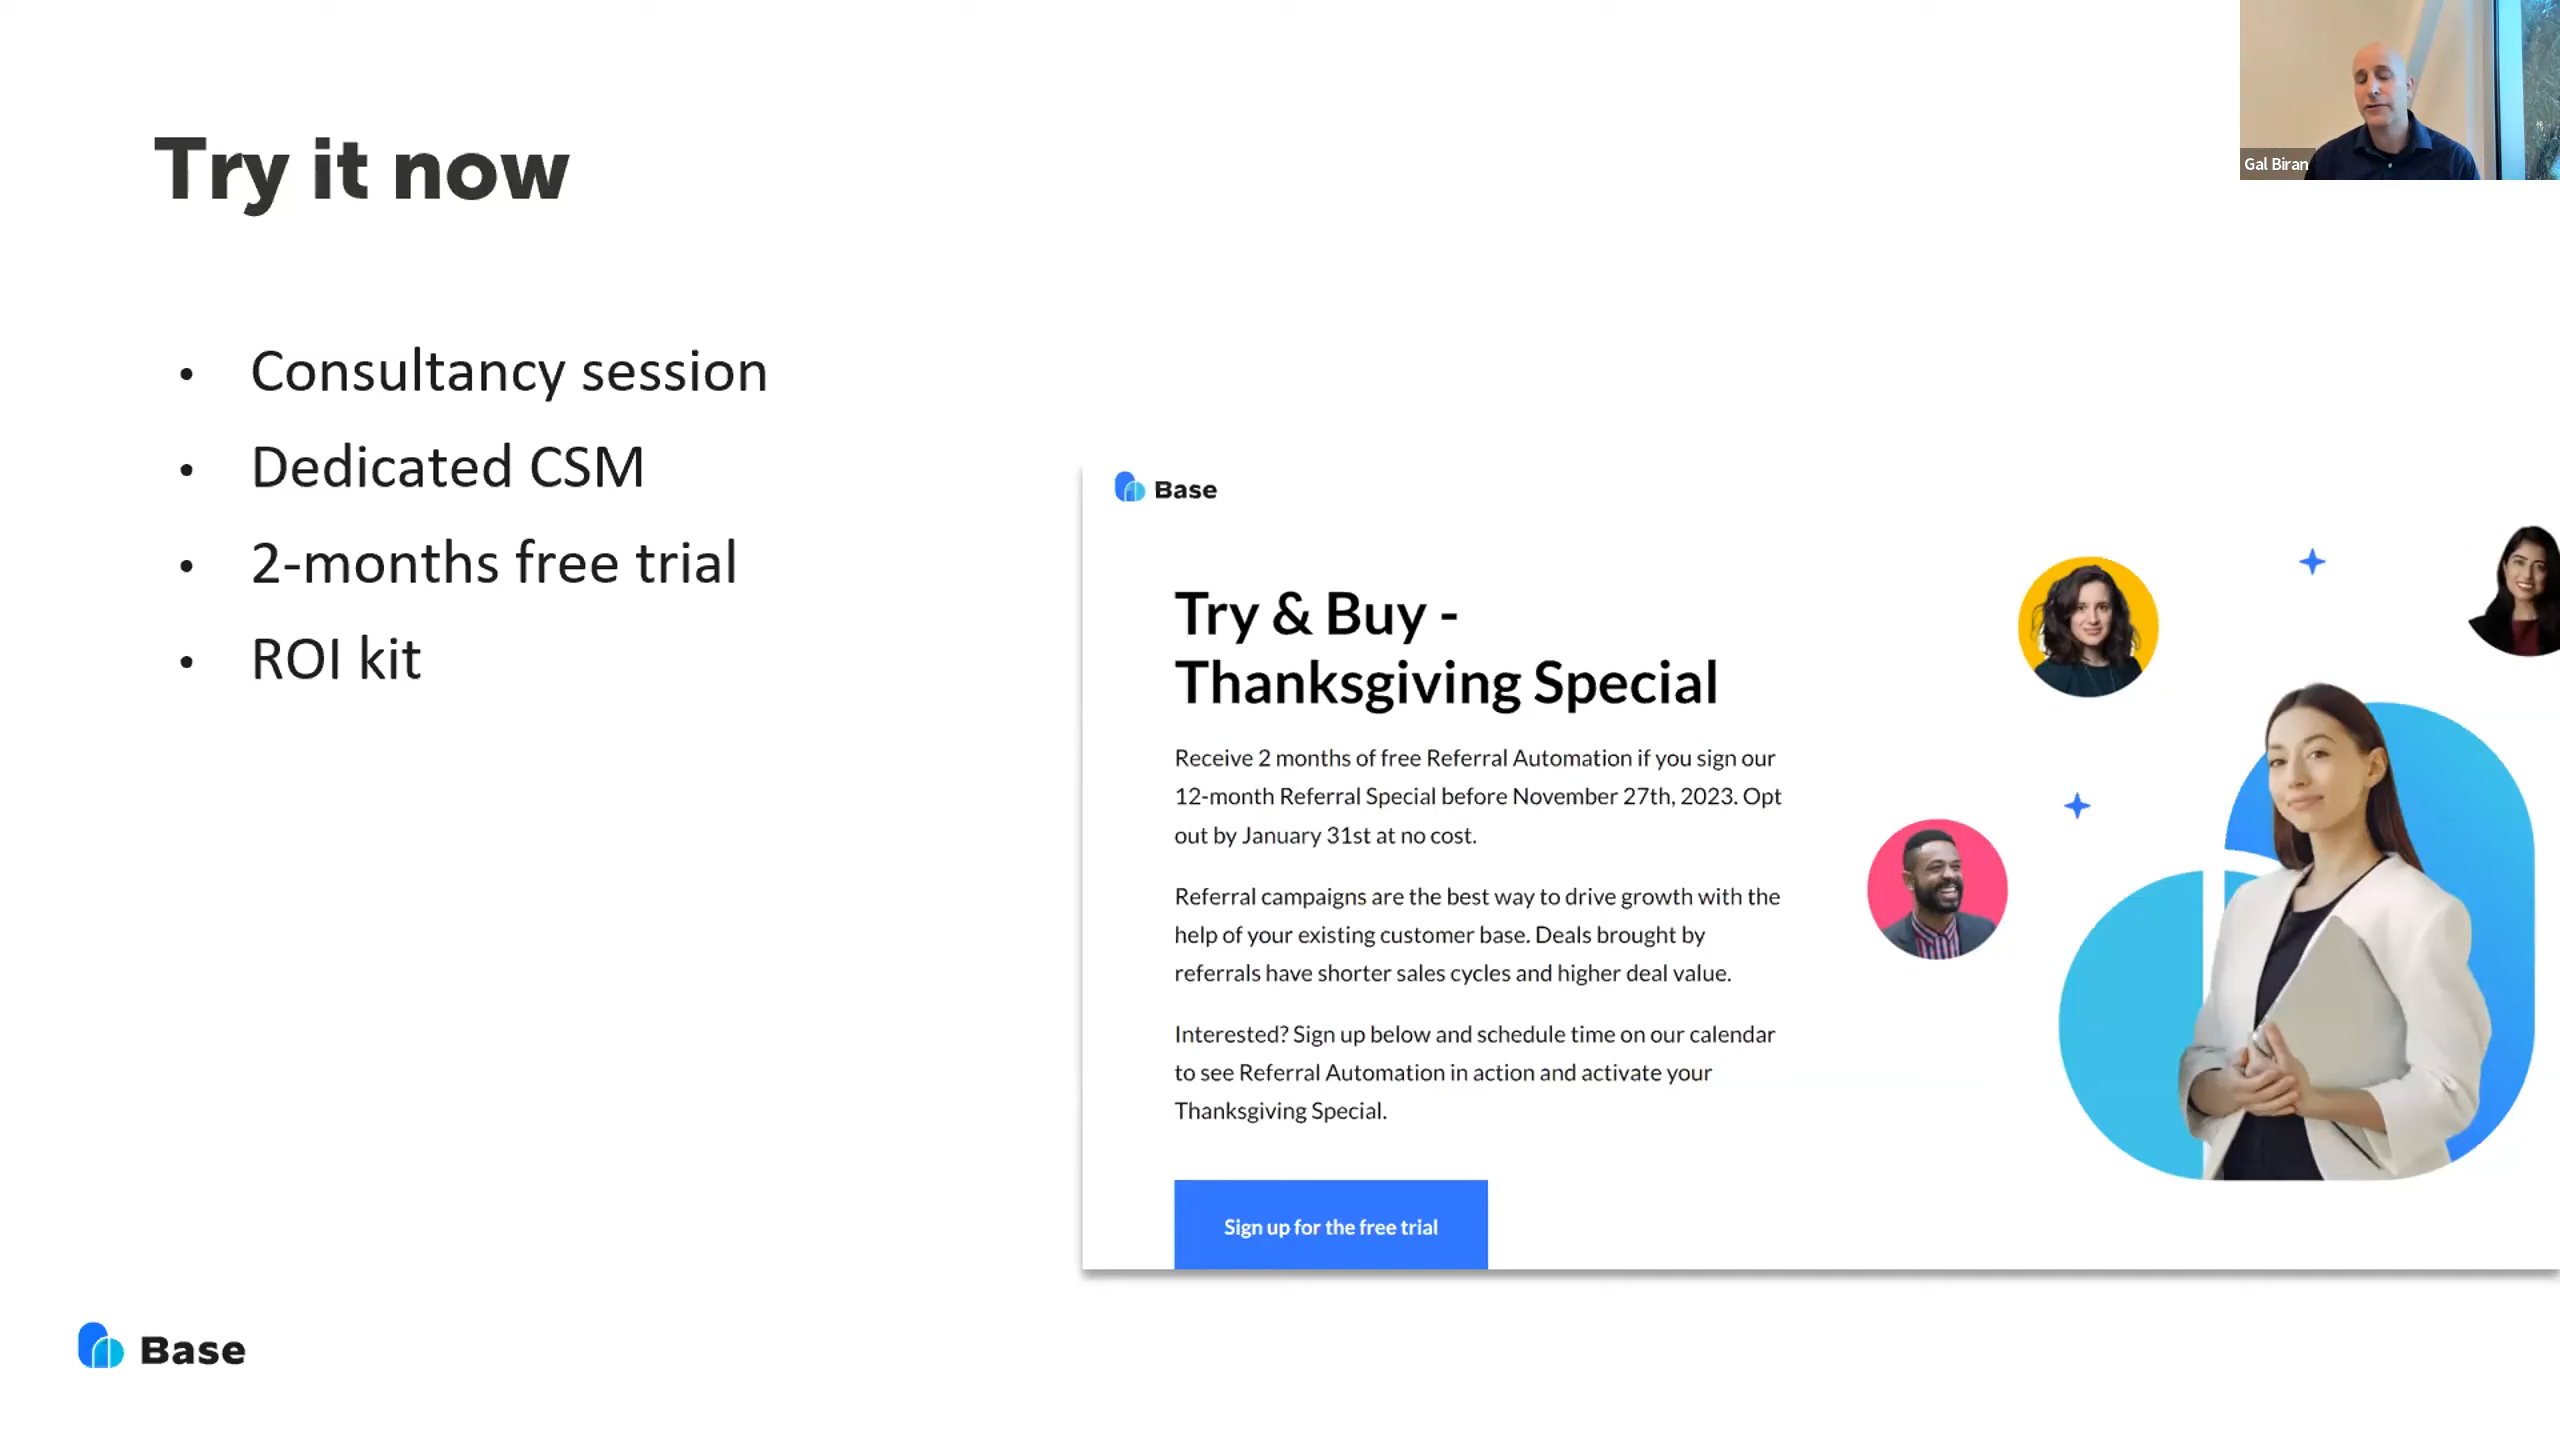 Gal Biran
Try it now
• Consultancy session
• Dedicated CSM
• 2-months free trial
• ROI kit
Base
Try & Buy -
Thanksgiving Special
Receive 2 months of free Referral Automation if you sign our
12-month Referral Special before November 27th, 2023. Opt
out by January 31st at no cost.
Referral campaigns are the best way to drive growth with the
help of your existing customer base. Deals brought by
referrals have shorter sales cycles and higher deal value.
Interested? Sign up below and schedule time on our calendar
to see Referral Automation in action and activate your
Thanksgiving Special.
Sign up for the free trial
Base